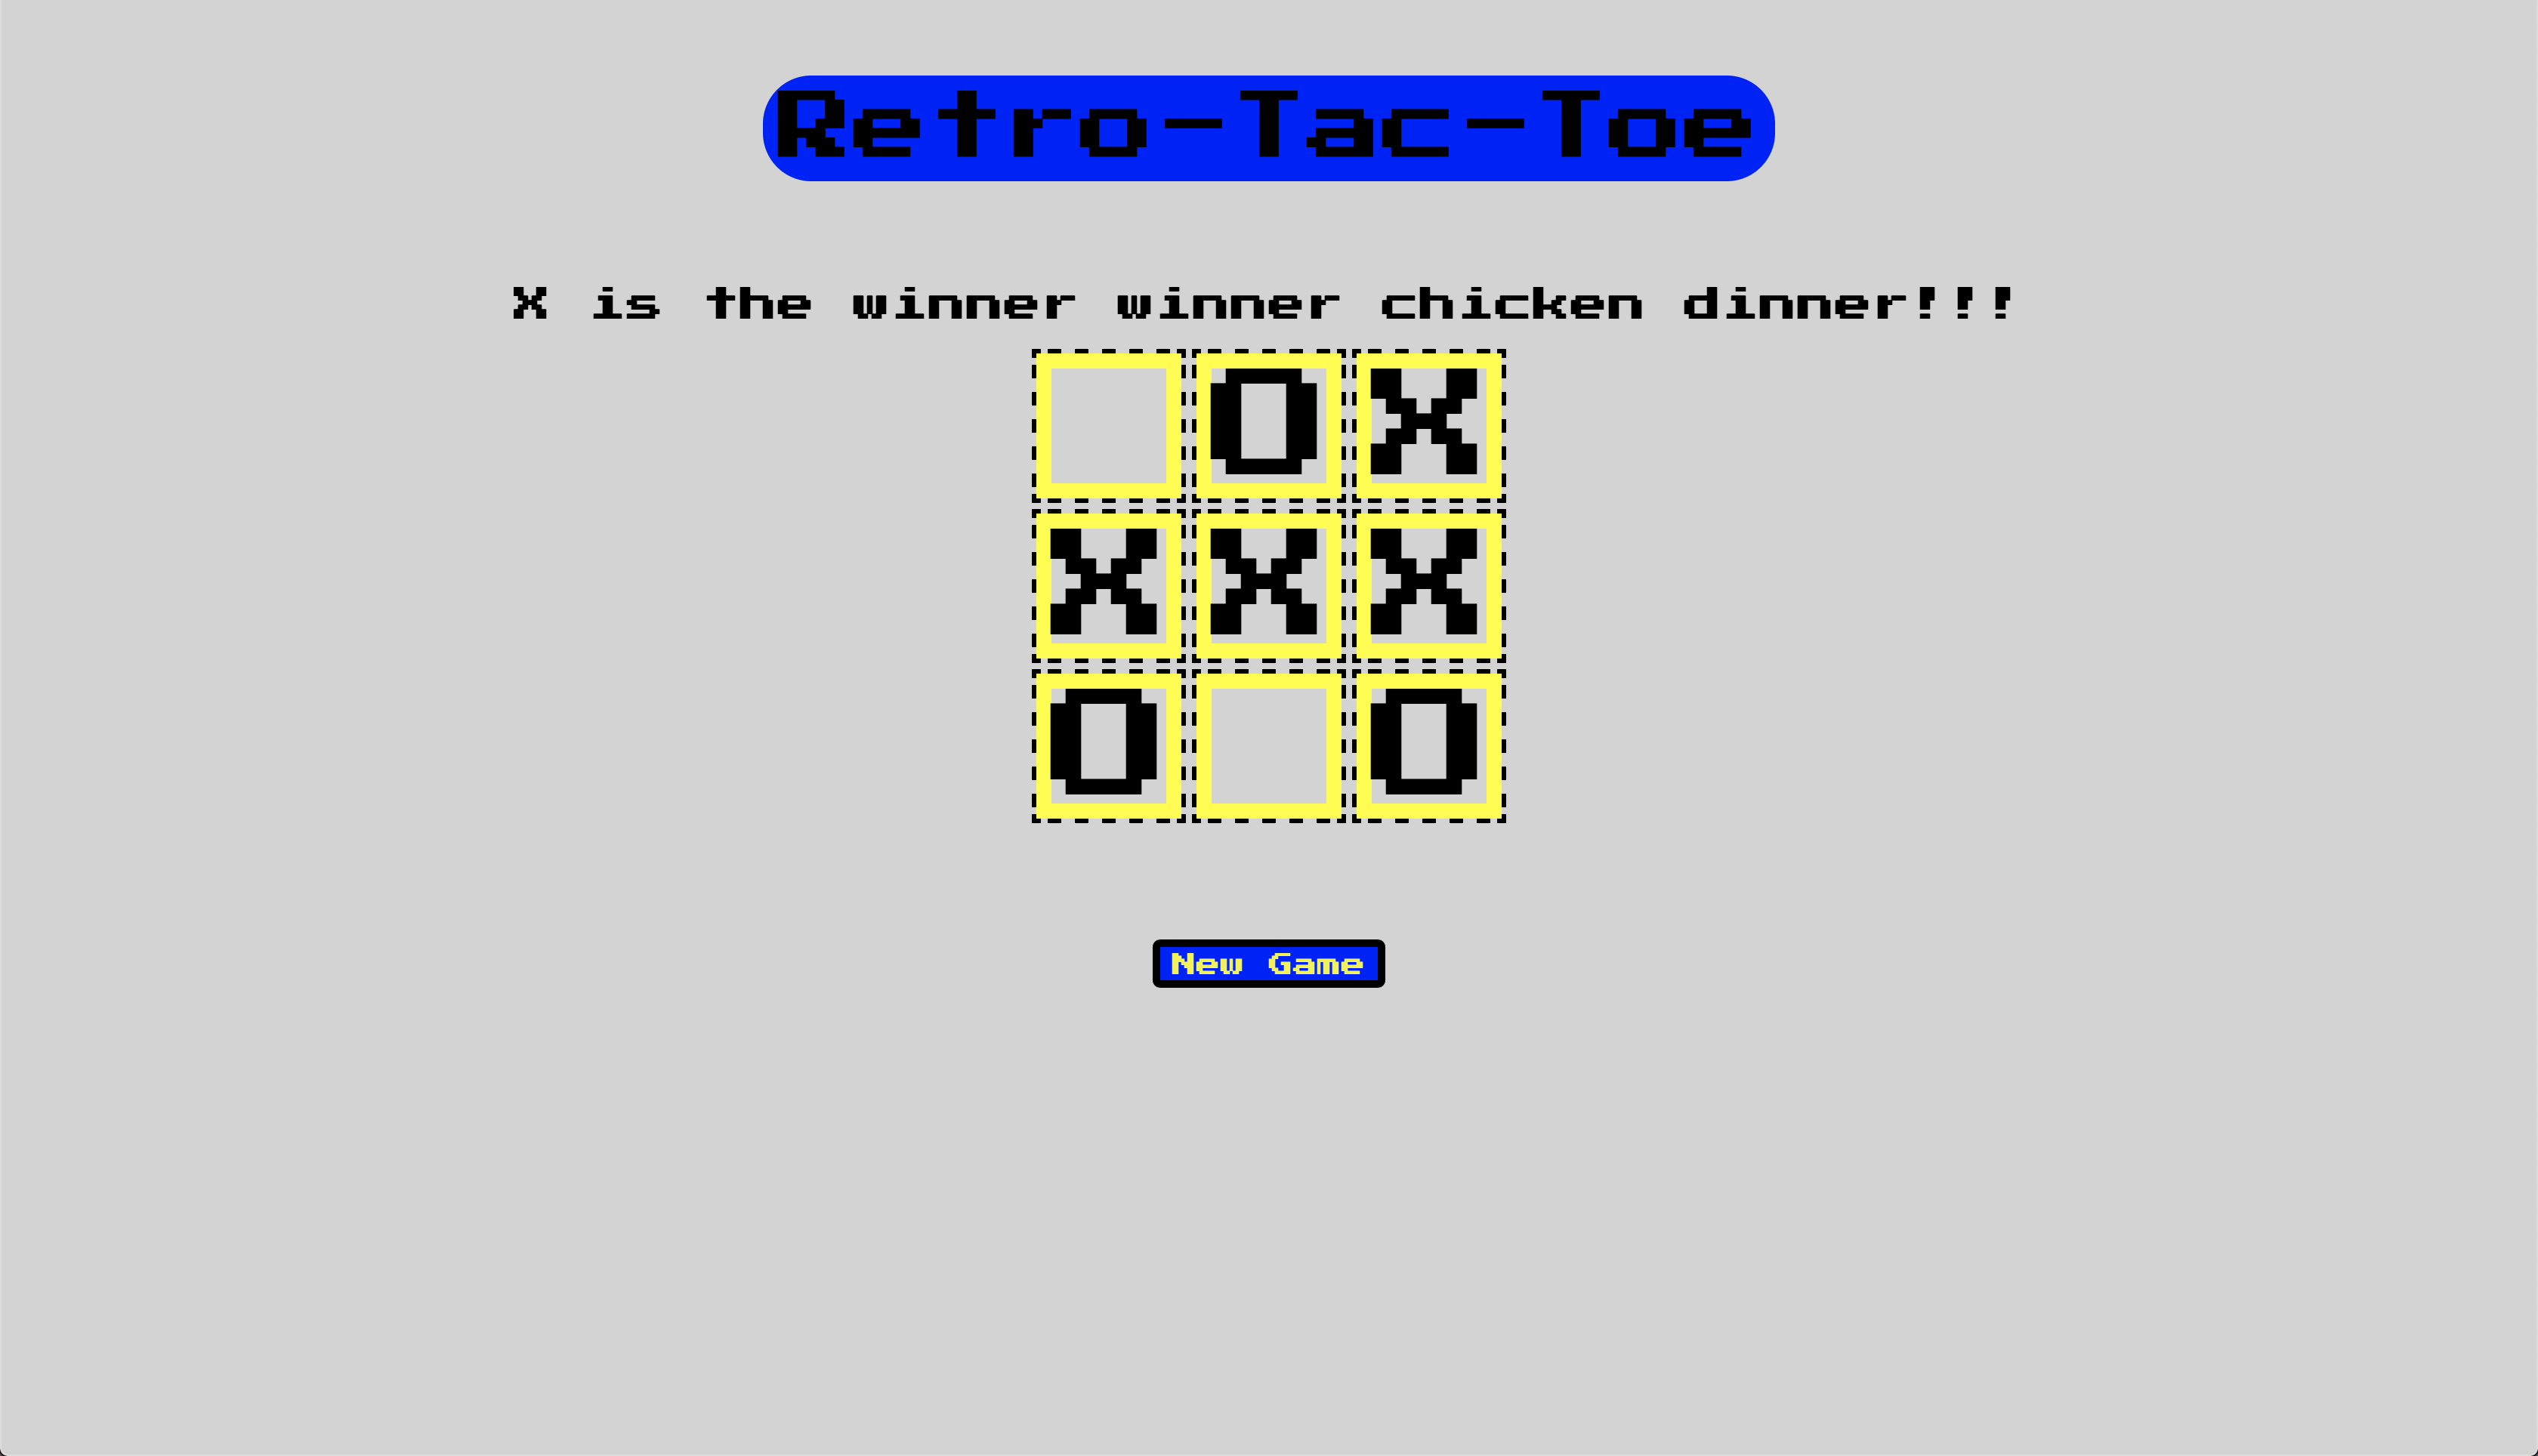 Retro-Tac-Toe
X is the winner winner chicken dinner!!!
O X
X X X
O O
New Game